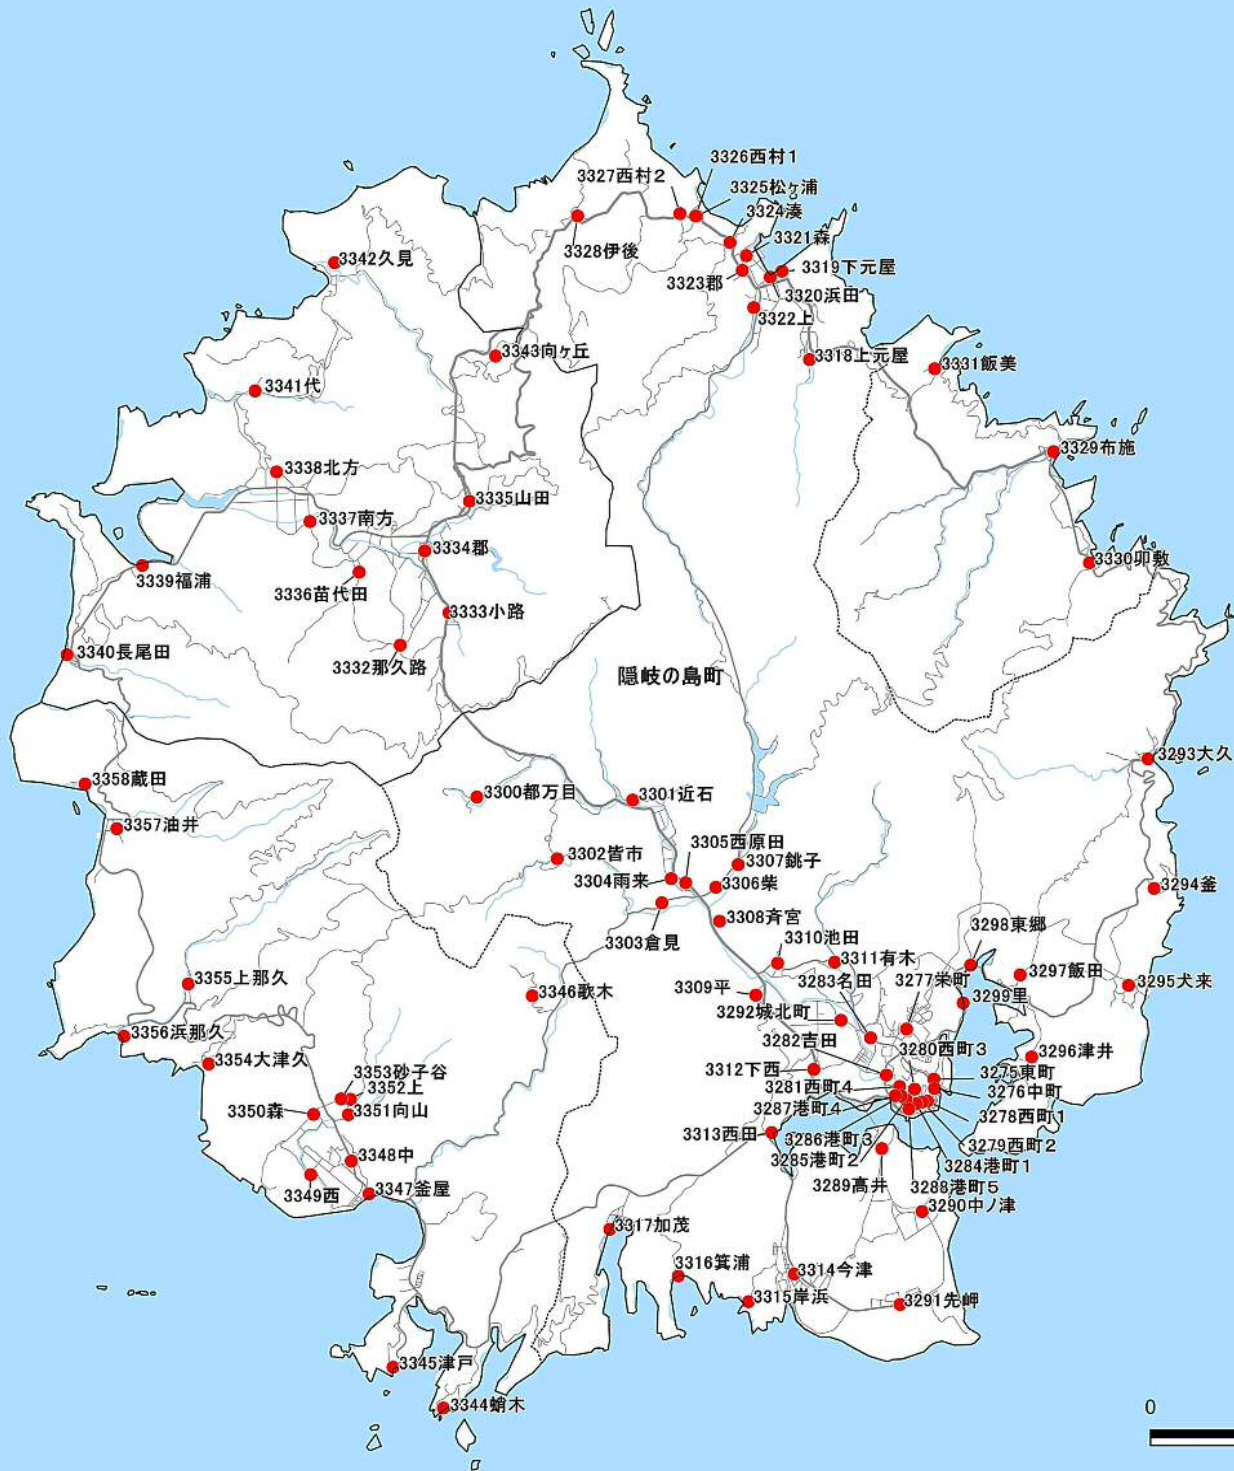 3326西村1
3327西村2
3325松ヶ浦
3324湊
3321森
3328伊後
3319下元屋
3323郡
3320浜田
3342久見
3322上
3343向ヶ丘
3318上元屋
3331飯美
3341代
3329布施
3338北方
3335山田
3337南方
3334郡
3330卯敷
3339福浦
3336苗代田
3333小路
3340長尾田
3332那久路
隠岐の島町
3293大久
3358蔵田
3300都万目
3301近石
3357油井
3305西原田
3302皆市
3307銚子
3304雨来
3306柴
3294釜
3308斉宮
3303倉見
3298東郷
3310池田
3311有木
3297飯田
3283名田
3277栄町
3355上那久
3295犬来
3346歌木
3309平
3299里
3292城北町
3356浜那久
3282吉田
3280西町3
3354大津久
3296津井
3353砂子谷
3312下西
3275東町
3352上
3281西町4
3276中町
3350森
3351向山
3287港町4
3278西町1
3313西田
3286港町3
3279西町2
3348中
3285港町2
3284港町1
3289高井
3288港町5
3349西
3347釜屋
3290中ノ津
3317加茂
3316箕浦
3314今津
3315岸浜
3291先岬
3345津戸
3344蛸木
0